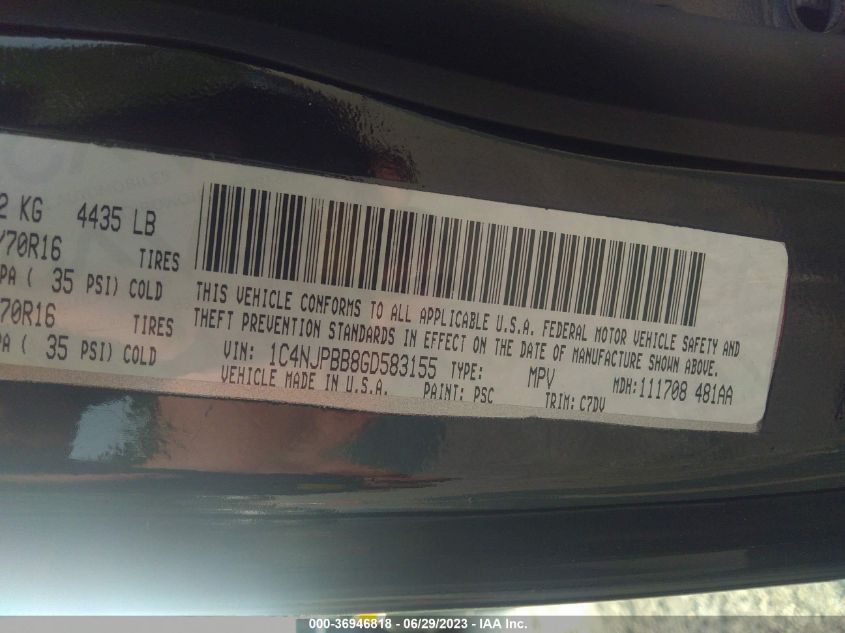 AUTOMOBILES
2 KG 4435 LB
/70R16 TIRES
PA ( 35 PSI) COLD
70R16 TIRES
PA ( 35 PSI) COLD
THIS VEHICLE CONFORMS TO ALL APPLICABLE U.S.A. FEDERAL MOTOR VEHICLE SAFETY AND
THEFT PREVENTION STANDARDS IN EFFECT ON THE DATE OF MANUFACTURE SHOWN ABOVE.
VIN: 1C4NJPBB8GD583155 TYPE: MPV MDH:111708 481AA
VEHICLE MADE IN U.S.A. PAINT: PSC TRIM: C7DV
000-36946818 - 06/29/2023 - IAA Inc.